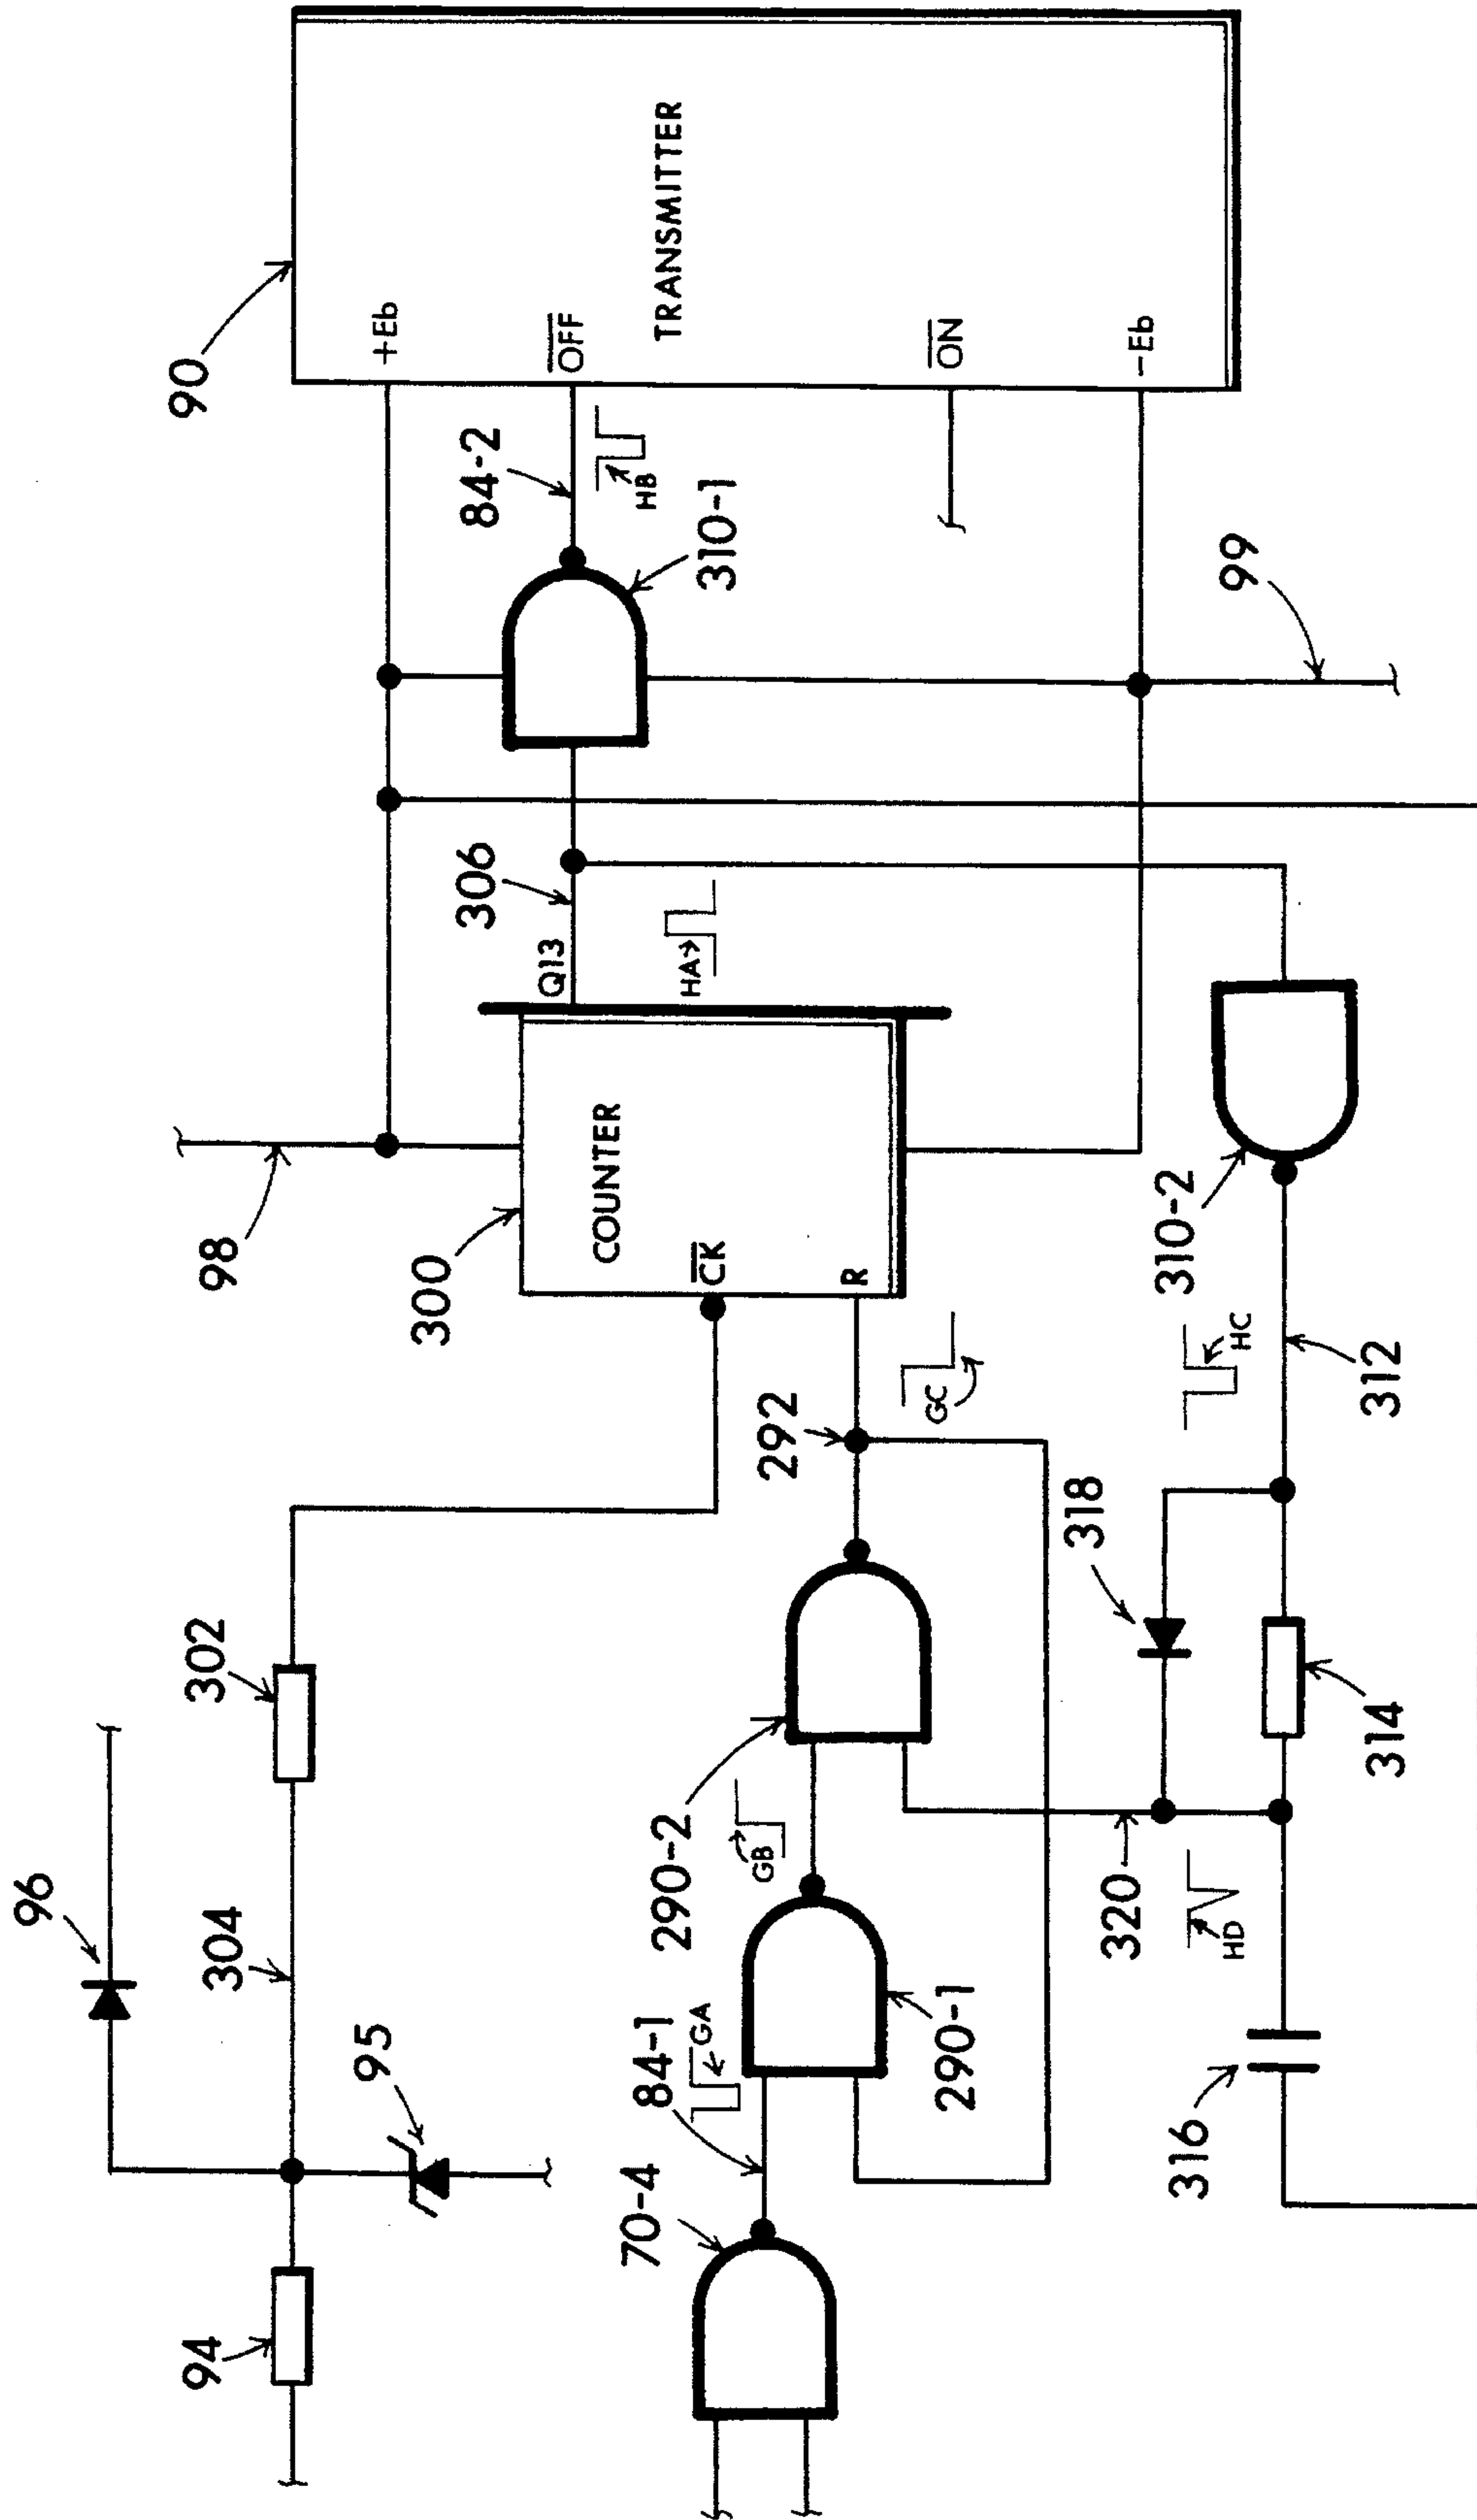 90
+Eb
OFF
TRANSMITTER
ON
-Eb
84-2
HB
310-1
99
306
Q13
HA
98
300
COUNTER
CK
R
310-2
292
GC
HC
312
318
302
314
96
304
290-2
GB
320
HD
95
84-1
GA
290-1
316
70-4
94